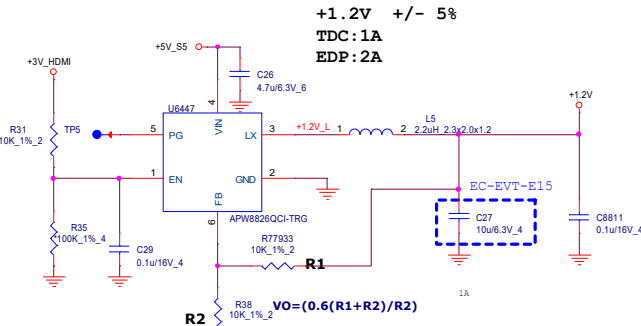 +1.2V +/- 5%
TDC:1A
EDP:2A
+5V_S5
+3V_HDMI
C26
4.7u/6.3V_6
+1.2V
U6447
4
R31
10K_1%_2
TP5
5
PG
VIN
LX
3
+1.2V_L
1
L5
2
2.2uH_2.3x2.0x1.2
1
EN
GND
2
EC-EVT-E15
FB
APW8826QCI-TRG
6
R35
100K_1%_4
C29
0.1u/16V_4
R77933
10K_1%_2
R1
C27
10u/6.3V_4
C8811
0.1u/16V_4
1A
R38
10K_1%_2
R2
VO=(0.6(R1+R2)/R2)